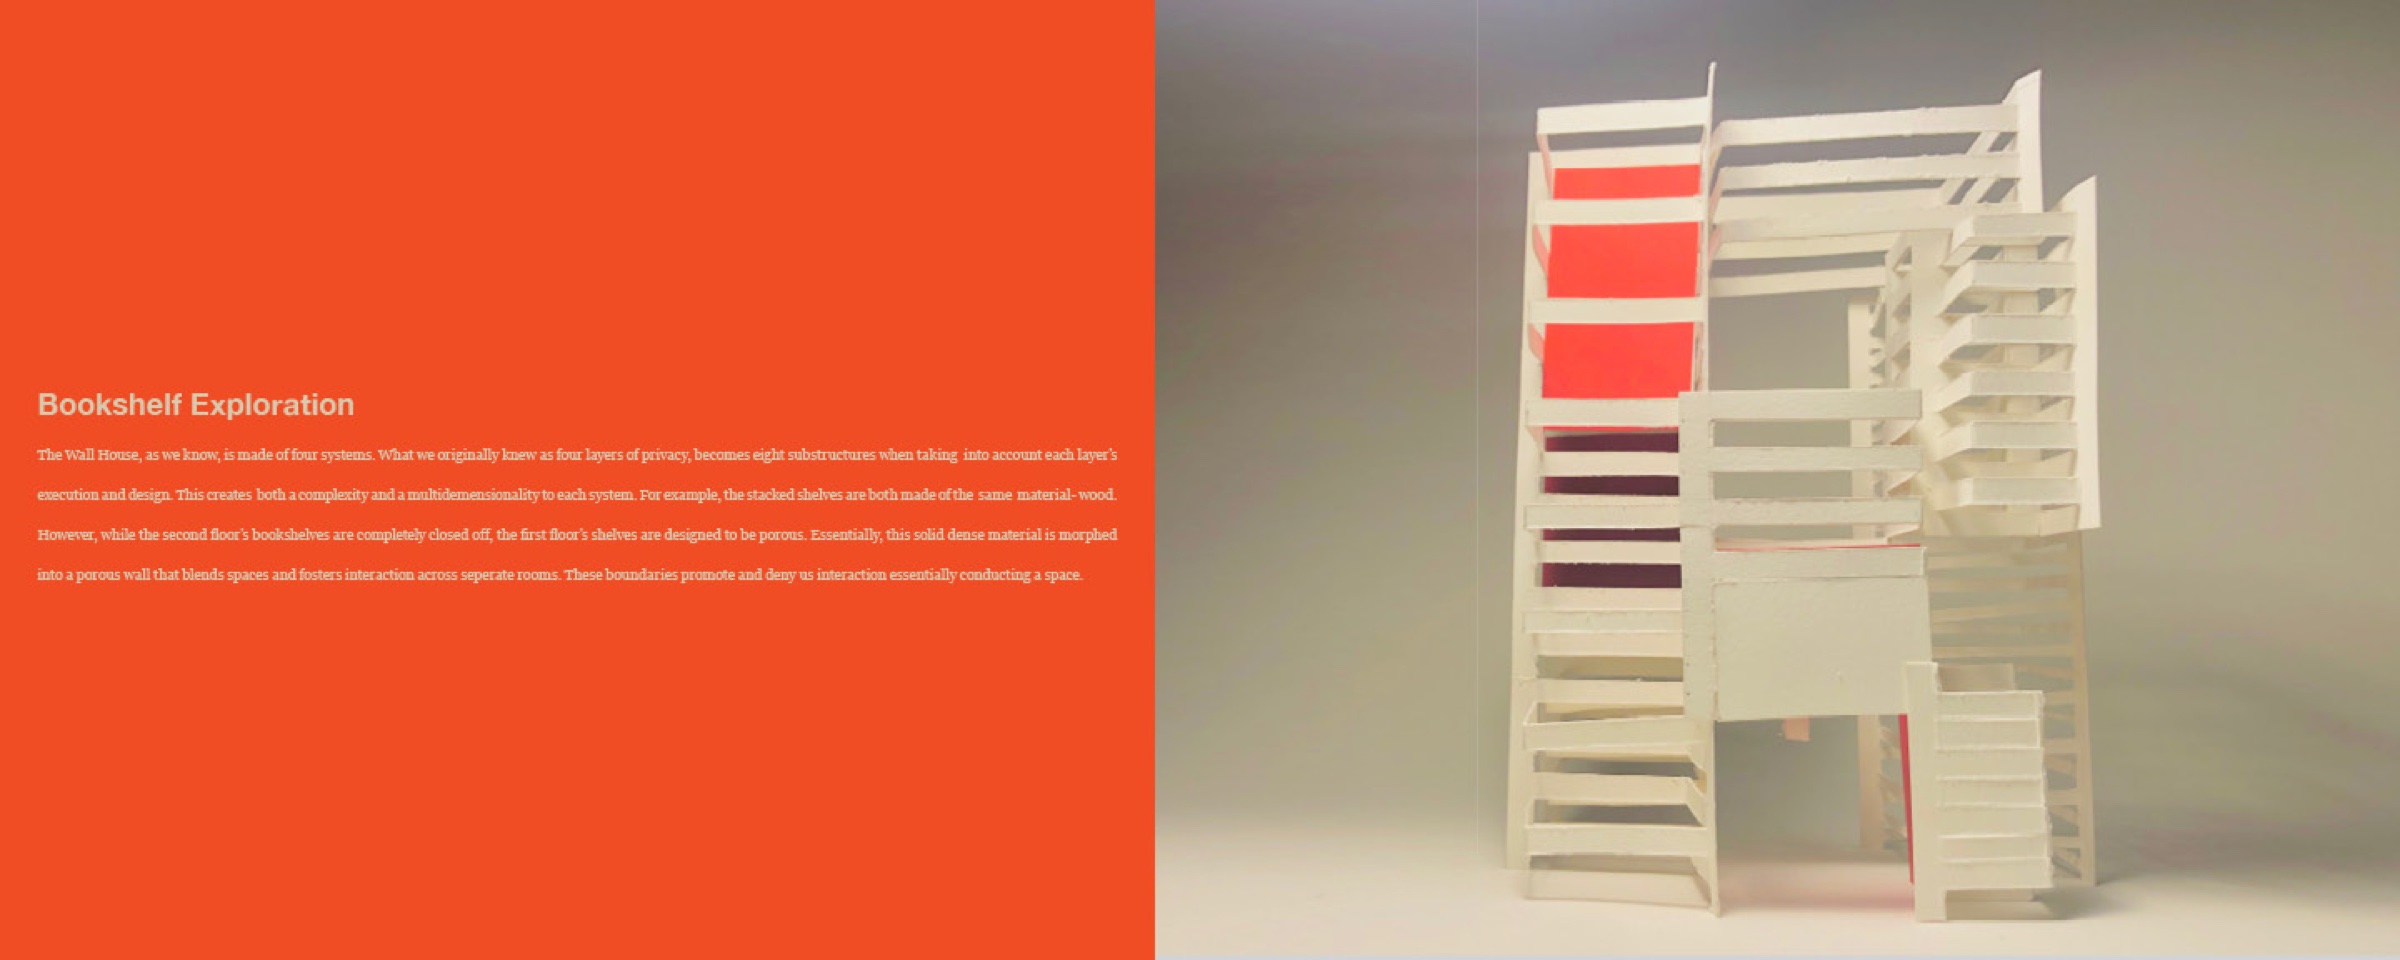 Bookshelf Exploration
The Wall House, as we know, is made of four systems. What we originally knew as four layers of privacy, becomes eight substructures when taking into account each layer's
execution and design. This creates both a complexity and a multidemensionality to each system. For example, the stacked shelves are both made of the same material- wood.
However, while the second floor's bookshelves are completely closed off, the first floor's shelves are designed to be porous. Essentially, this solid dense material is morphed
into a porous wall that blends spaces and fosters interaction across seperate rooms. These boundaries promote and deny us interaction essentially conducting a space.